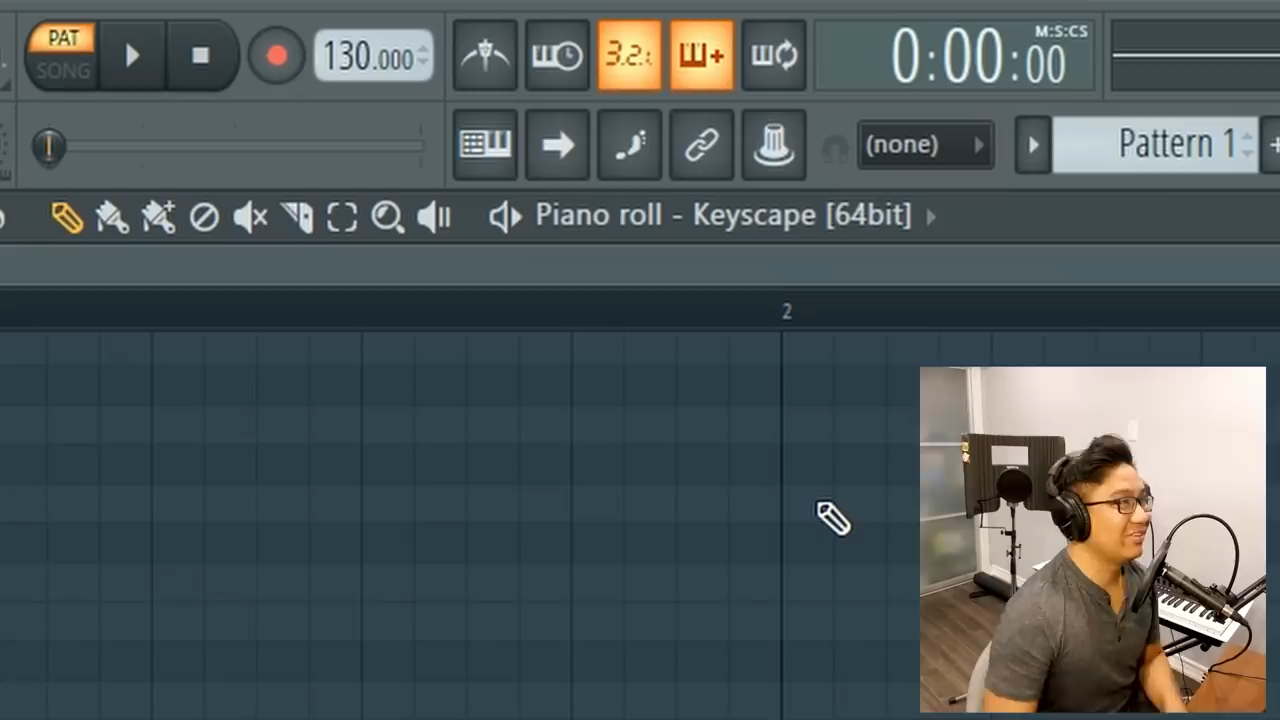 PAT
SONG
130.000
3.2.
M:S:CS
0:00:00
(none)
Pattern 1
Piano roll - Keyscape [64bit]
2